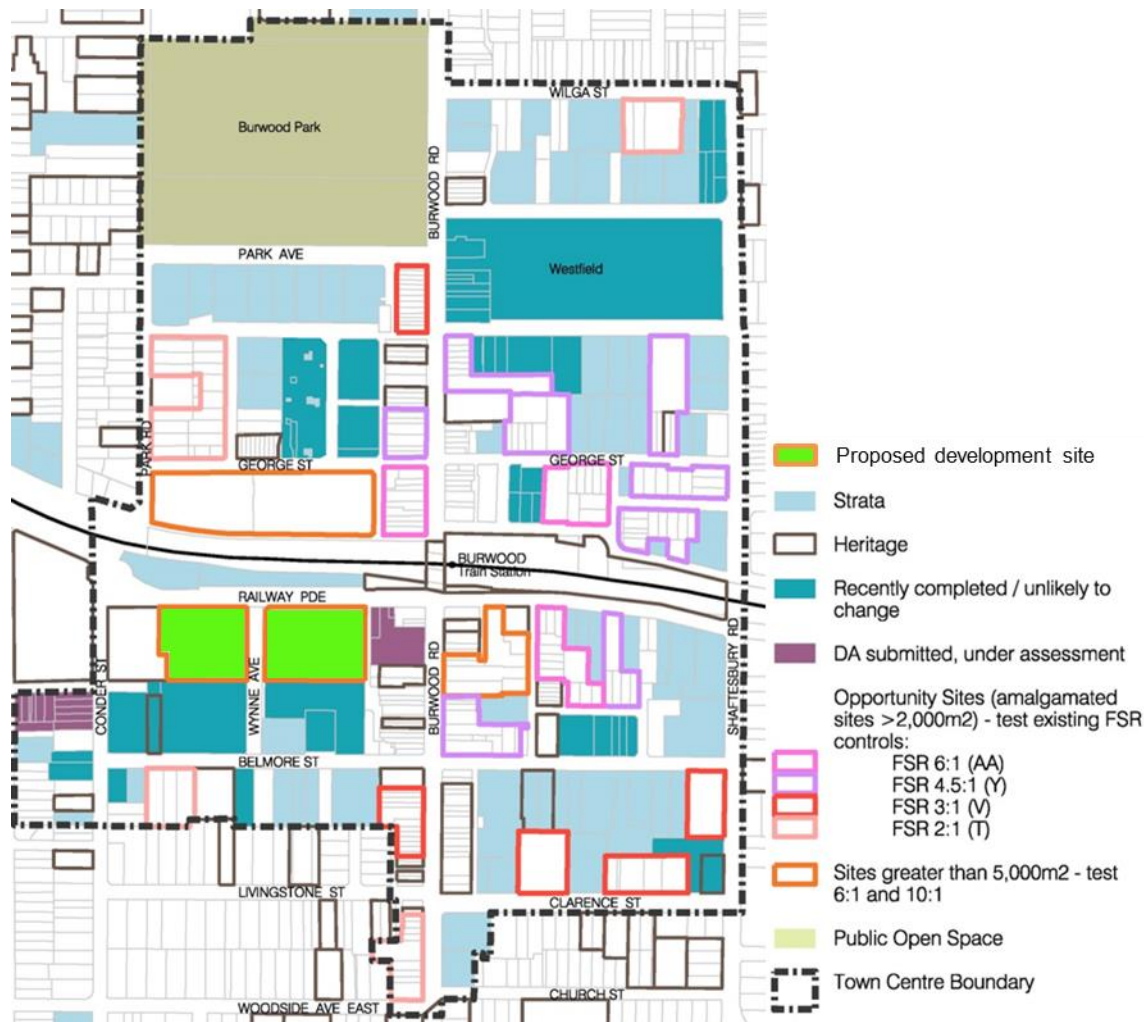 WILGA ST
Burwood Park
BURWOOD RD
PARK AVE
Westfield
PARK RD
GEORGE ST
GEORGE ST
BURWOOD
Train Station
RAILWAY PDE
CONDER ST
WYNNE AVE
BURWOOD RD
SHAFTESBURY RD
BELMORE ST
LIVINGSTONE ST
CLARENCE ST
WOODSIDE AVE EAST
CHURCH ST
Proposed development site
Strata
Heritage
Recently completed / unlikely to
change
DA submitted, under assessment
Opportunity Sites (amalgamated
sites >2,000m2) - test existing FSR
controls:
FSR 6:1 (AA)
FSR 4.5:1 (Y)
FSR 3:1 (V)
FSR 2:1 (T)
Sites greater than 5,000m2 - test
6:1 and 10:1
Public Open Space
Town Centre Boundary